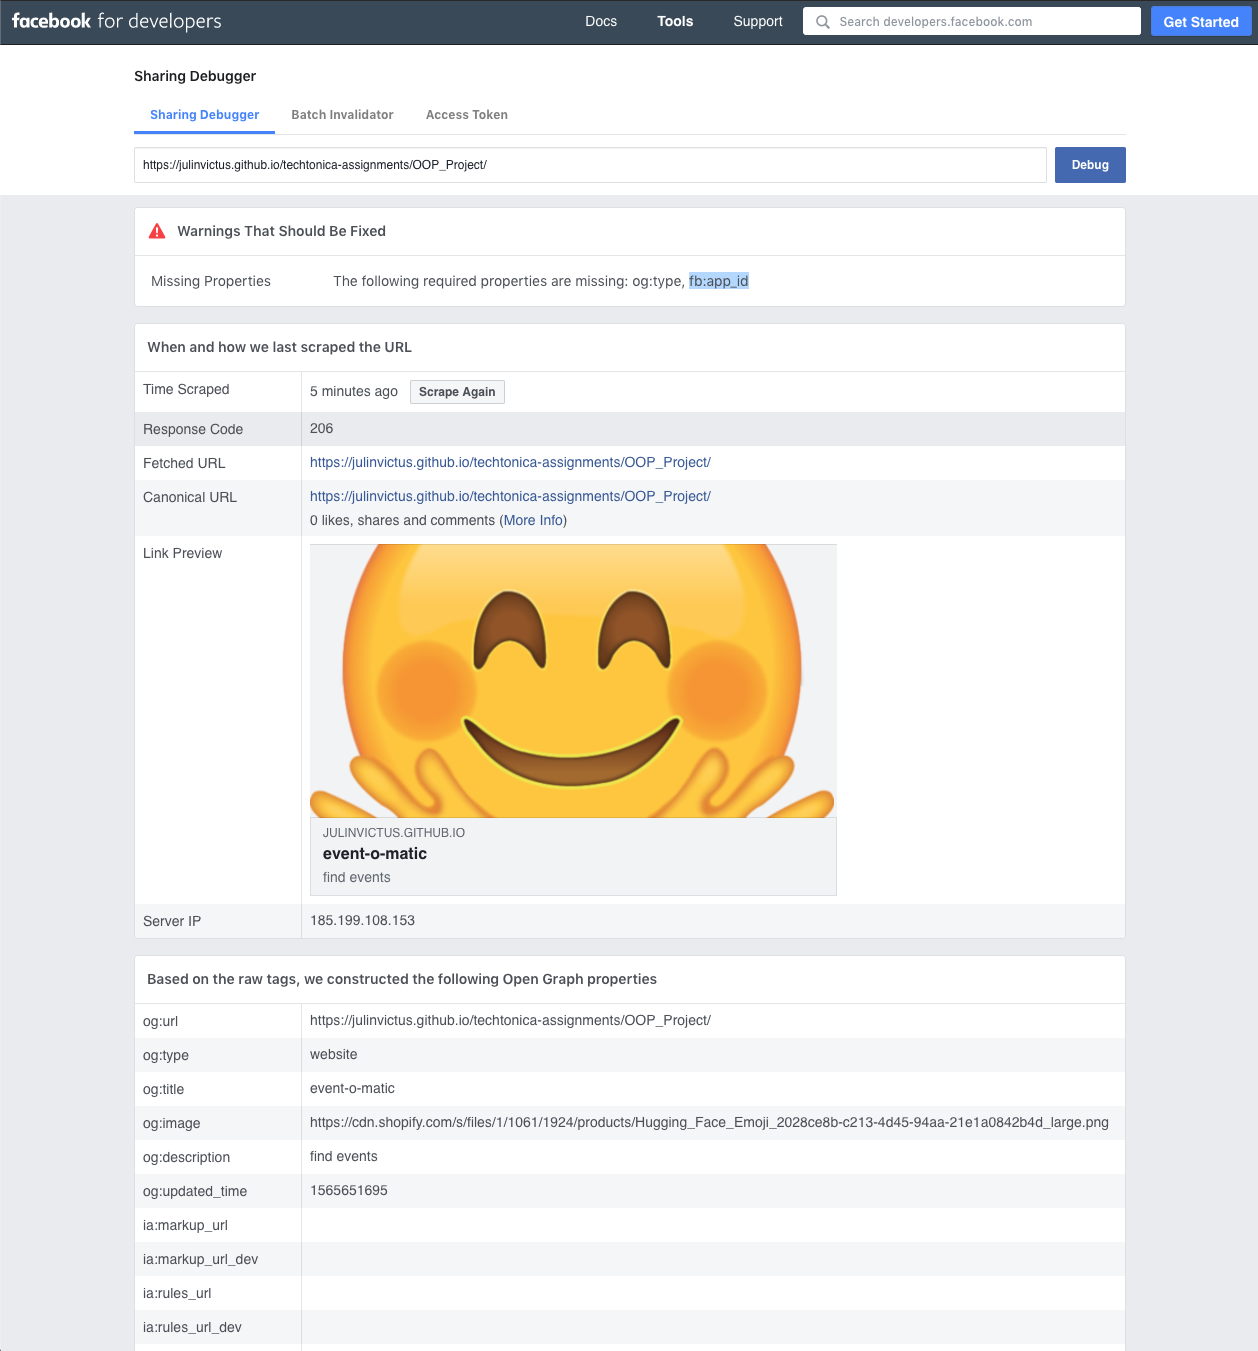 facebook for developers
Docs Tools Support Search developers.facebook.com Get Started
Sharing Debugger
Sharing Debugger Batch Invalidator Access Token
https://julinvictus.github.io/techtonica-assignments/OOP_Project/ Debug
Warnings That Should Be Fixed
Missing Properties The following required properties are missing: og:type, fb:app_id
When and how we last scraped the URL
Time Scraped 5 minutes ago Scrape Again
Response Code 206
Fetched URL https://julinvictus.github.io/techtonica-assignments/OOP_Project/
Canonical URL https://julinvictus.github.io/techtonica-assignments/OOP_Project/
0 likes, shares and comments (More Info)
Link Preview
JULINVICTUS.GITHUB.IO
event-o-matic
find events
Server IP 185.199.108.153
Based on the raw tags, we constructed the following Open Graph properties
og:url https://julinvictus.github.io/techtonica-assignments/OOP_Project/
og:type website
og:title event-o-matic
og:image https://cdn.shopify.com/s/files/1/1061/1924/products/Hugging_Face_Emoji_2028ce8b-c213-4d45-94aa-21e1a0842b4d_large.png
og:description find events
og:updated_time 1565651695
ia:markup_url
ia:markup_url_dev
ia:rules_url
ia:rules_url_dev